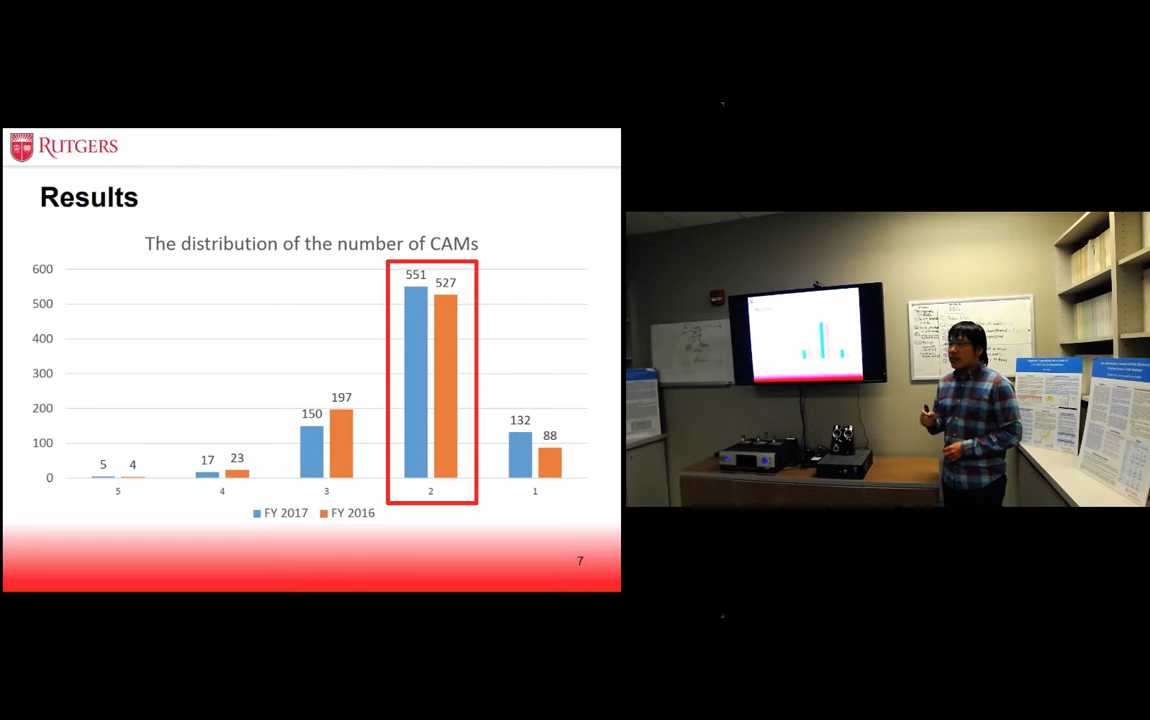 RUTGERS
Results
The distribution of the number of CAMs
600
500
400
300
200
100
0
5 4
17 23
150 197
551 527
132 88
5 4 3 2 1
FY 2017 FY 2016
7